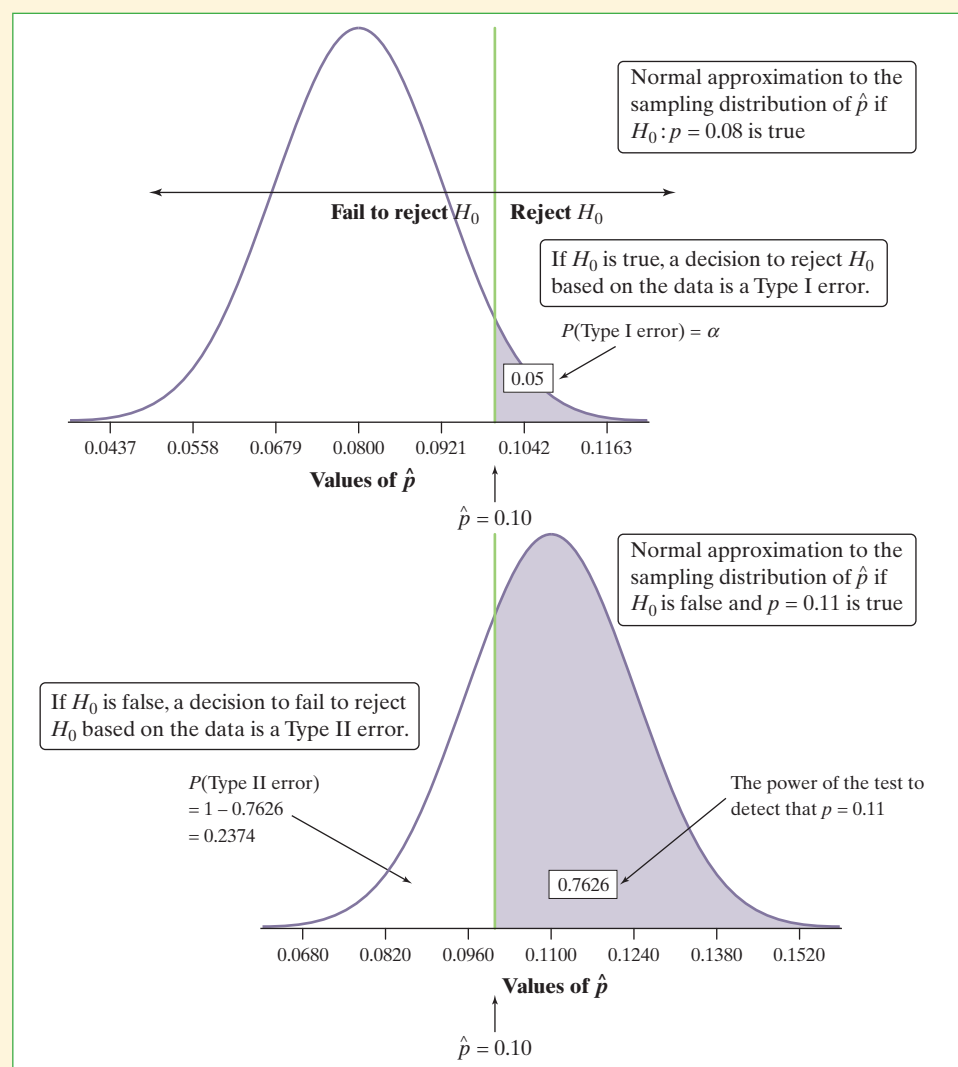 Normal approximation to the
sampling distribution of p̂ if
H₀: p = 0.08 is true
Fail to reject H₀
Reject H₀
If H₀ is true, a decision to reject H₀
based on the data is a Type I error.
P(Type I error) = α
0.05
0.0437 0.0558 0.0679 0.0800 0.0921 0.1042 0.1163
Values of p̂
p̂ = 0.10
Normal approximation to the
sampling distribution of p̂ if
H₀ is false and p = 0.11 is true
If H₀ is false, a decision to fail to reject
H₀ based on the data is a Type II error.
P(Type II error)
= 1 – 0.7626
= 0.2374
The power of the test to
detect that p = 0.11
0.7626
0.0680 0.0820 0.0960 0.1100 0.1240 0.1380 0.1520
Values of p̂
p̂ = 0.10